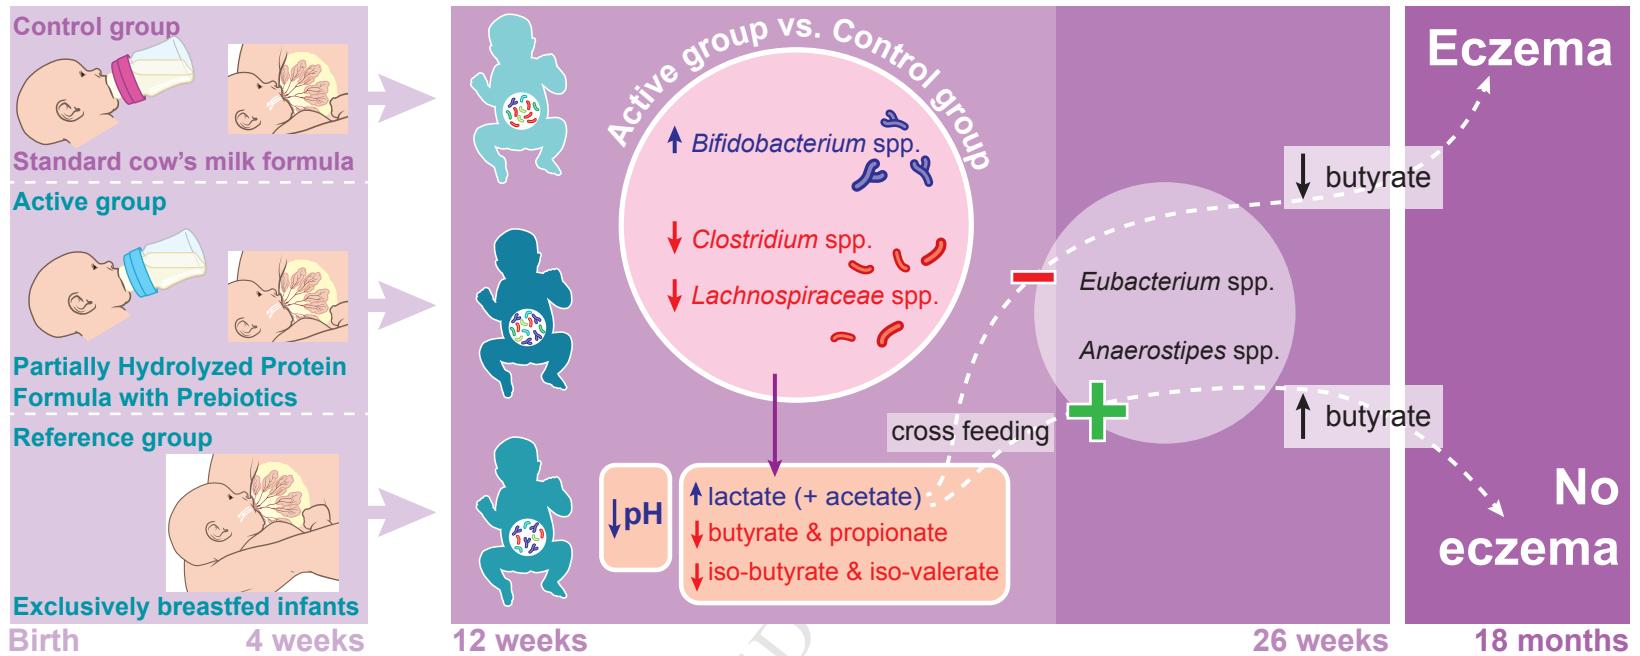 Control group
Standard cow's milk formula
Active group
Partially Hydrolyzed Protein
Formula with Prebiotics
Reference group
Exclusively breastfed infants
Birth
4 weeks
Active group vs. Control group
↑ Bifidobacterium spp.
↓ Clostridium spp.
↓ Lachnospiraceae spp.
cross feeding
↓ pH
↑ lactate (+ acetate)
↓ butyrate & propionate
↓ iso-butyrate & iso-valerate
12 weeks
Eubacterium spp.
Anaerostipes spp.
↓ butyrate
↑ butyrate
26 weeks
Eczema
No
eczema
18 months